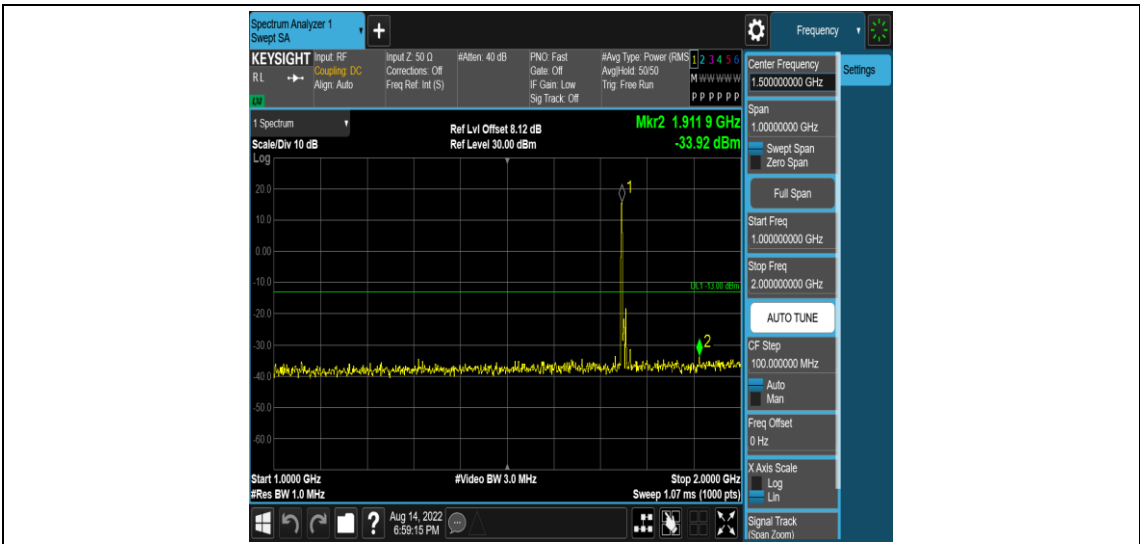 Spectrum Analyzer 1
Swept SA
+
Frequency
KEYSIGHT
RL
LXI
Input: RF
Coupling: DC
Align: Auto
Input Z: 50 Ω
Corrections: Off
Freq Ref: Int (S)
#Atten: 40 dB
PNO: Fast
Gate: Off
IF Gain: Low
Sig Track: Off
#Avg Type: Power (RMS
Avg|Hold: 50/50
Trig: Free Run
1 2 3 4 5 6
M W W W W W
P P P P P P
1 Spectrum
Scale/Div 10 dB
Log
Ref Lvl Offset 8.12 dB
Ref Level 30.00 dBm
Mkr2 1.911 9 GHz
-33.92 dBm
20.0
10.0
0.00
-10.0
-20.0
-30.0
-40.0
-50.0
-60.0
1
DL1 -13.00 dBm
2
Start 1.0000 GHz
#Res BW 1.0 MHz
#Video BW 3.0 MHz
Stop 2.0000 GHz
Sweep 1.07 ms (1000 pts)
Center Frequency
1.500000000 GHz
Settings
Span
1.00000000 GHz
Swept Span
Zero Span
Full Span
Start Freq
1.000000000 GHz
Stop Freq
2.000000000 GHz
AUTO TUNE
CF Step
100.000000 MHz
Auto
Man
Freq Offset
0 Hz
X Axis Scale
Log
Lin
Signal Track
(Span Zoom)
?
Aug 14, 2022
6:59:15 PM